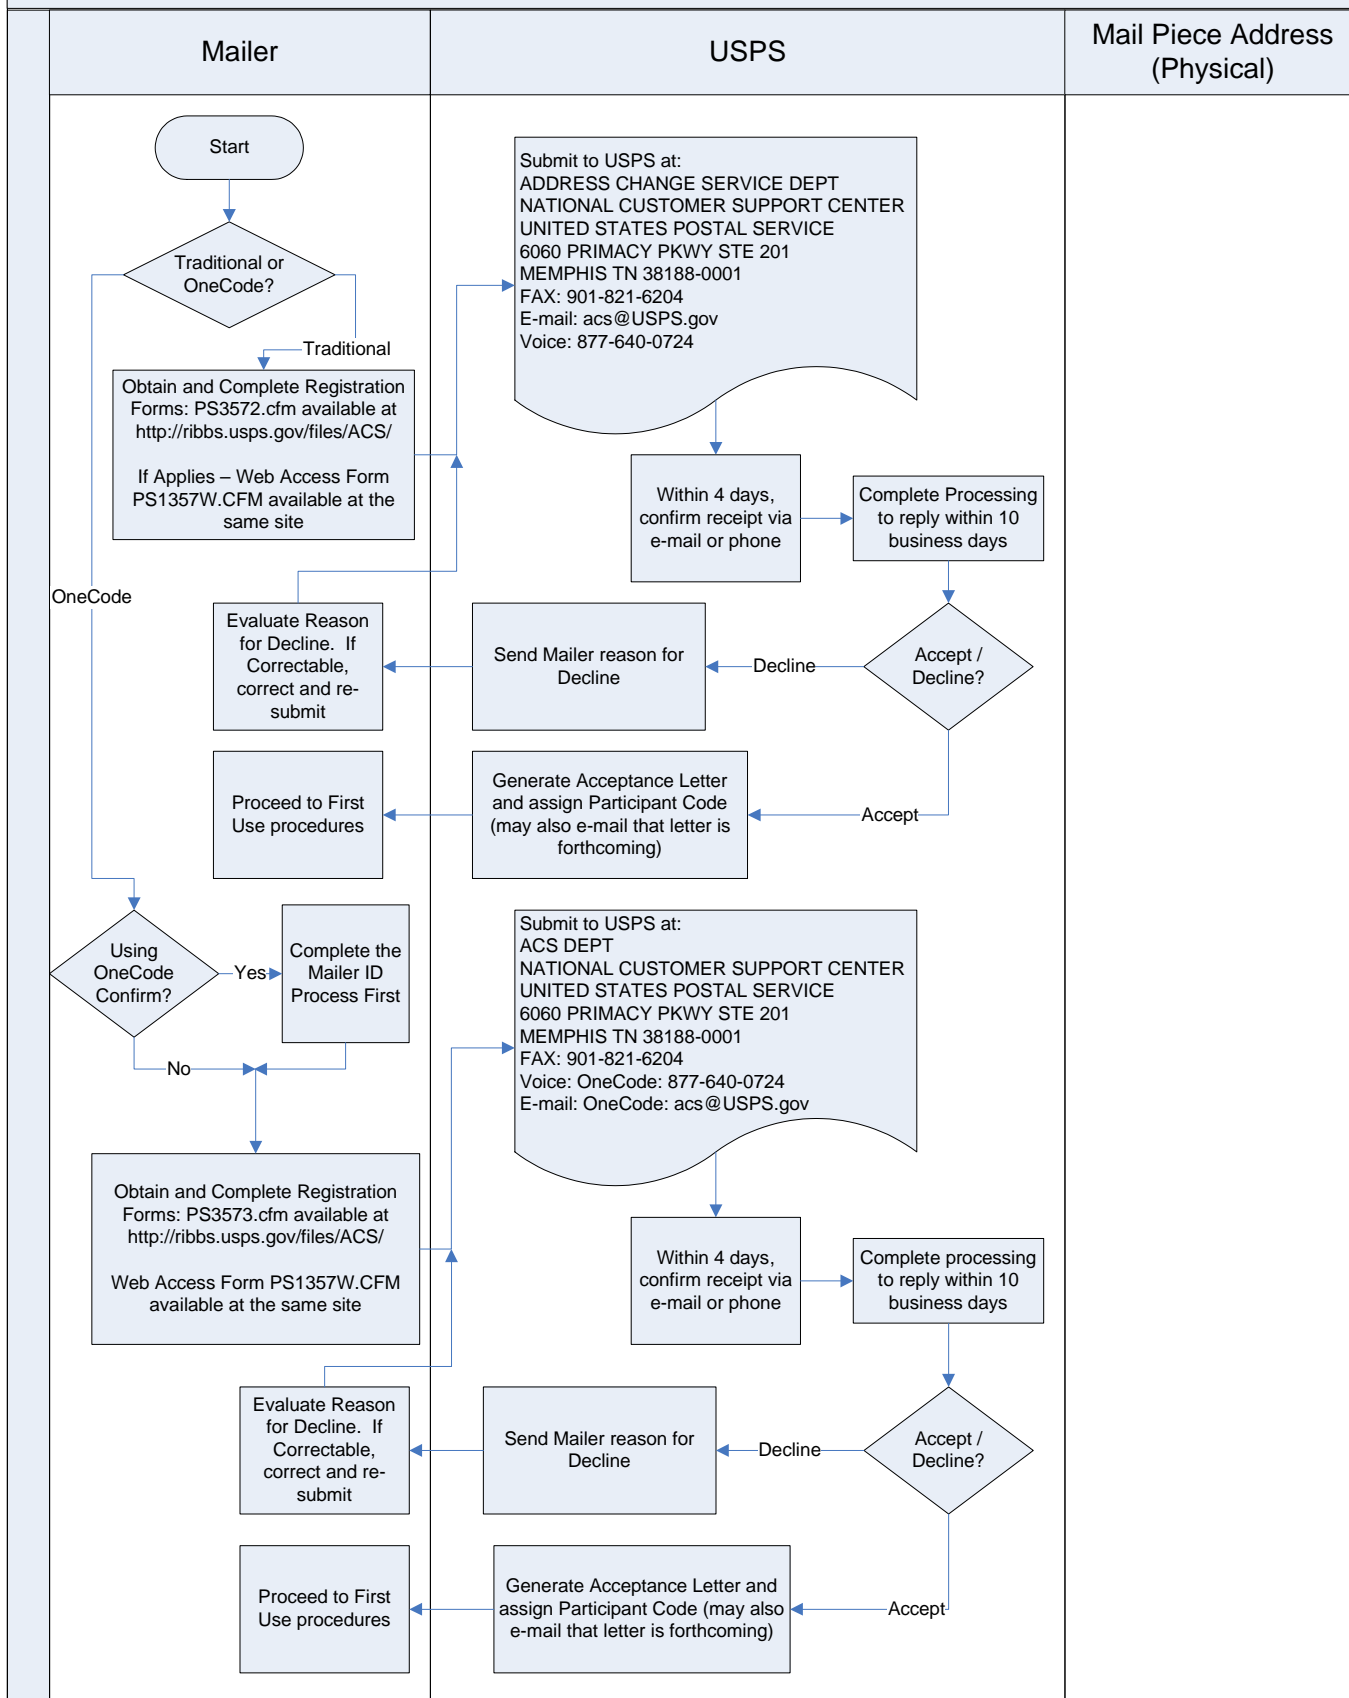 Mailer
USPS
Mail Piece Address
(Physical)
Start
Traditional or
OneCode?
Traditional
Obtain and Complete Registration
Forms: PS3572.cfm available at
http://ribbs.usps.gov/files/ACS/
If Applies – Web Access Form
PS1357W.CFM available at the
same site
Submit to USPS at:
ADDRESS CHANGE SERVICE DEPT
NATIONAL CUSTOMER SUPPORT CENTER
UNITED STATES POSTAL SERVICE
6060 PRIMACY PKWY STE 201
MEMPHIS TN 38188-0001
FAX: 901-821-6204
E-mail: acs@USPS.gov
Voice: 877-640-0724
Within 4 days,
confirm receipt via
e-mail or phone
Complete Processing
to reply within 10
business days
OneCode
Evaluate Reason
for Decline.  If
Correctable,
correct and re-
submit
Send Mailer reason for
Decline
Decline
Accept /
Decline?
Proceed to First
Use procedures
Generate Acceptance Letter
and assign Participant Code
(may also e-mail that letter is
forthcoming)
Accept
Using
OneCode
Confirm?
Yes
Complete the
Mailer ID
Process First
No
Submit to USPS at:
ACS DEPT
NATIONAL CUSTOMER SUPPORT CENTER
UNITED STATES POSTAL SERVICE
6060 PRIMACY PKWY STE 201
MEMPHIS TN 38188-0001
FAX: 901-821-6204
Voice: OneCode: 877-640-0724
E-mail: OneCode: acs@USPS.gov
Obtain and Complete Registration
Forms: PS3573.cfm available at
http://ribbs.usps.gov/files/ACS/
Web Access Form PS1357W.CFM
available at the same site
Within 4 days,
confirm receipt via
e-mail or phone
Complete processing
to reply within 10
business days
Evaluate Reason
for Decline.  If
Correctable,
correct and re-
submit
Send Mailer reason for
Decline
Decline
Accept /
Decline?
Proceed to First
Use procedures
Generate Acceptance Letter and
assign Participant Code (may also
e-mail that letter is forthcoming)
Accept